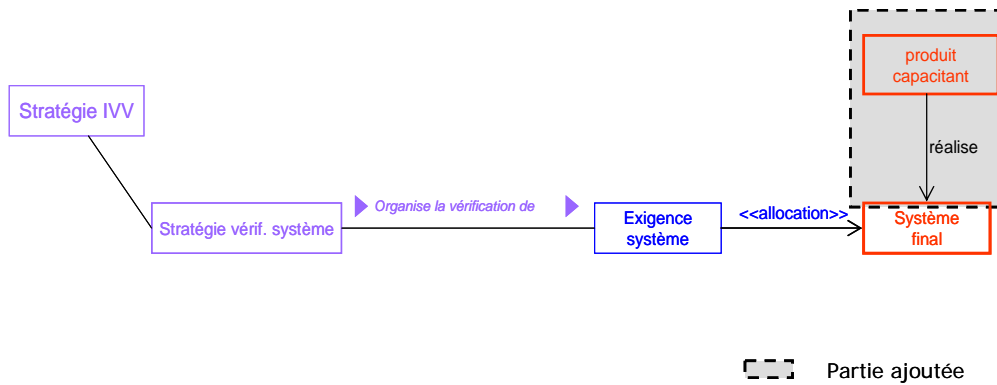 produit
capacitant
Stratégie IVV
réalise
Organise la vérification de
Stratégie vérif. système
Exigence
système
<<allocation>>
Système
final
Partie ajoutée